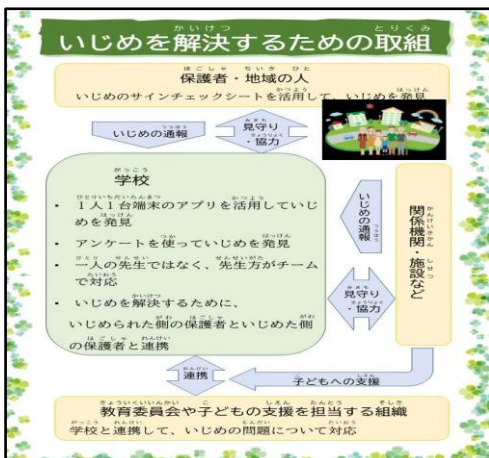 いじめを解決するための取組
保護者・地域の人
いじめのサインチェックシートを活用して、いじめを発見
いじめの通報
見守り
・協力
学校
・ 1人1台端末のアプリを活用していじ
めを発見
・ アンケートを使っていじめを発見
・ 一人の先生ではなく、先生方がチーム
で対応
・ いじめを解決するために、
いじめられた側の保護者といじめた側
の保護者と連携
いじめの通報
見守り
・協力
関係機関・施設など
連携
子どもへの支援
教育委員会や子どもの支援を担当する組織
学校と連携して、いじめの問題について対応